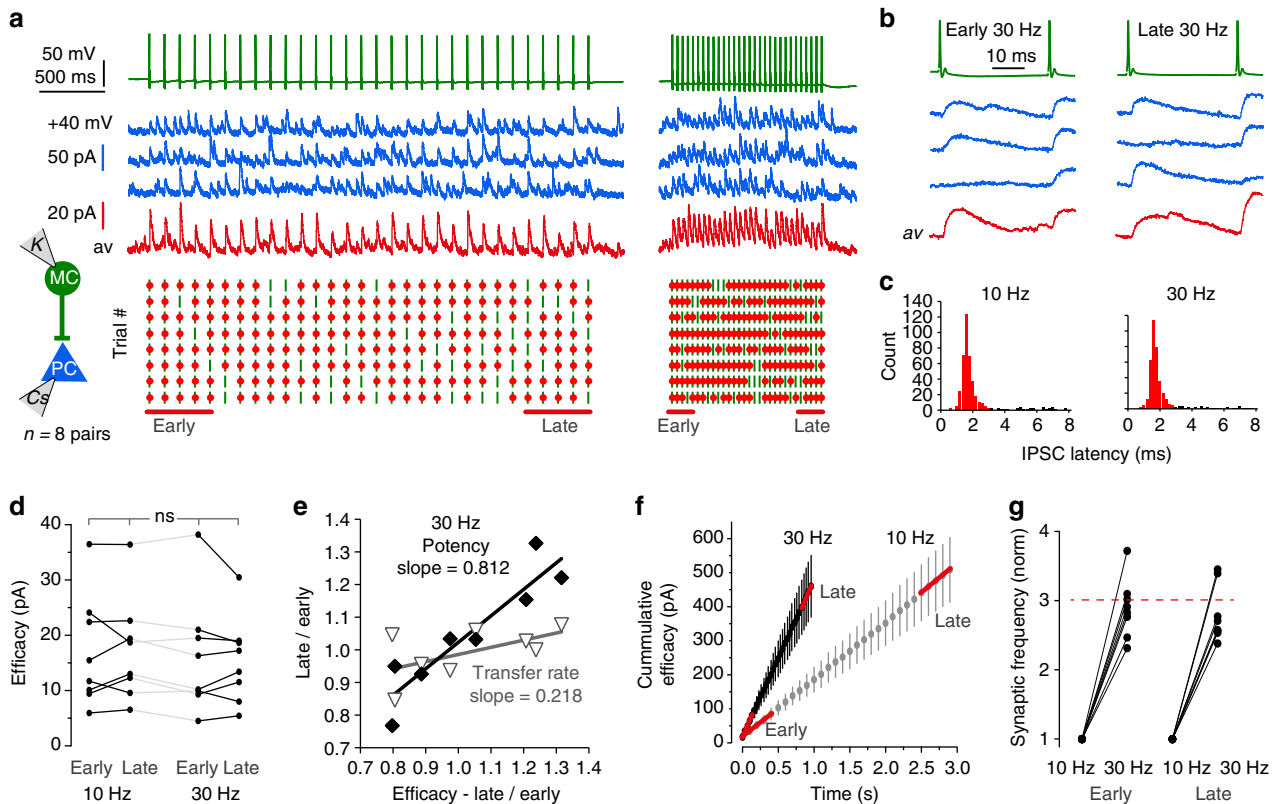 a
50 mV
500 ms
+40 mV
50 pA
20 pA
av
K
MC
PC
Cs
n = 8 pairs
Trial #
Early
Late
Early
Late
b
Early 30 Hz
10 ms
Late 30 Hz
av
c
10 Hz
30 Hz
Count
140
120
100
80
60
40
20
0
0 2 4 6 8
0 2 4 6 8
IPSC latency (ms)
d
ns
Efficacy (pA)
40
30
20
10
0
Early Late
Early Late
10 Hz
30 Hz
e
30 Hz
Potency
slope = 0.812
Transfer rate
slope = 0.218
Late / early
1.4
1.3
1.2
1.1
1.0
0.9
0.8
0.7
0.7 0.8 0.9 1.0 1.1 1.2 1.3 1.4
Efficacy - late / early
f
30 Hz
10 Hz
Late
Late
Early
Cummulative
efficacy (pA)
600
500
400
300
200
100
0
0.0 0.5 1.0 1.5 2.0 2.5 3.0
Time (s)
g
Synaptic frequency (norm)
4
3
2
1
10 Hz 30 Hz
10 Hz 30 Hz
Early
Late